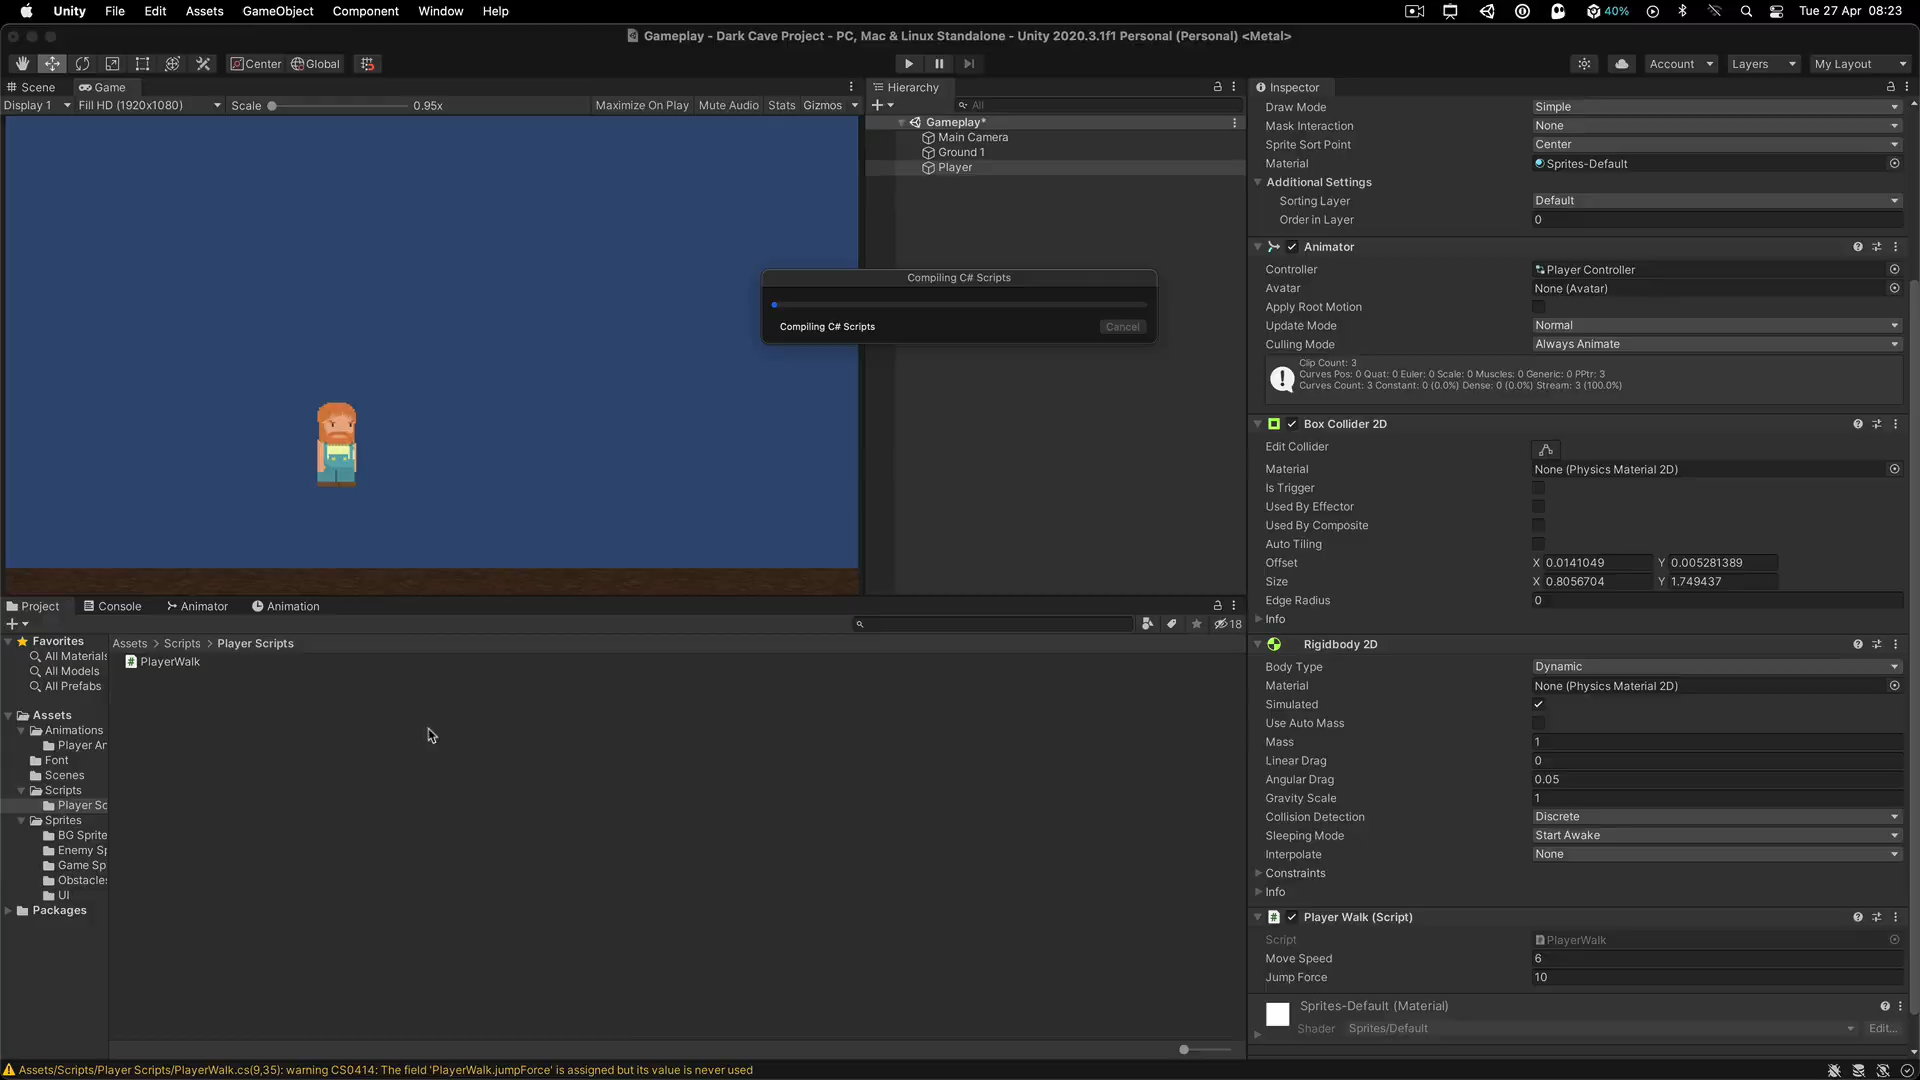 Unity File Edit Assets GameObject Component Window Help 40% Tue 27 Apr 08:23
Gameplay - Dark Cave Project - PC, Mac & Linux Standalone - Unity 2020.3.1f1 Personal (Personal) <Metal>
Center Global Account Layers My Layout
Scene Game
Display 1 Full HD (1920x1080) Scale 0.95x Maximize On Play Mute Audio Stats Gizmos
Hierarchy
All
Gameplay*
Main Camera
Ground 1
Player
Compiling C# Scripts
Compiling C# Scripts
Cancel
Project Console Animator Animation
18
Favorites
All Materials
All Models
All Prefabs
Assets
Animations
Player An
Font
Scenes
Scripts
Player Sc
Sprites
BG Sprite
Enemy Sp
Game Sp
Obstacles
UI
Packages
Assets > Scripts > Player Scripts
PlayerWalk
Inspector
Draw Mode Simple
Mask Interaction None
Sprite Sort Point Center
Material Sprites-Default
Additional Settings
Sorting Layer Default
Order in Layer 0
Animator
Controller Player Controller
Avatar None (Avatar)
Apply Root Motion
Update Mode Normal
Culling Mode Always Animate
Clip Count: 3
Curves Pos: 0 Quat: 0 Euler: 0 Scale: 0 Muscles: 0 Generic: 0 PPtr: 3
Curves Count: 3 Constant: 0 (0.0%) Dense: 0 (0.0%) Stream: 3 (100.0%)
Box Collider 2D
Edit Collider
Material None (Physics Material 2D)
Is Trigger
Used By Effector
Used By Composite
Auto Tiling
Offset X 0.0141049 Y 0.005281389
Size X 0.8056704 Y 1.749437
Edge Radius 0
Info
Rigidbody 2D
Body Type Dynamic
Material None (Physics Material 2D)
Simulated
Use Auto Mass
Mass 1
Linear Drag 0
Angular Drag 0.05
Gravity Scale 1
Collision Detection Discrete
Sleeping Mode Start Awake
Interpolate None
Constraints
Info
Player Walk (Script)
Script PlayerWalk
Move Speed 6
Jump Force 10
Sprites-Default (Material)
Shader Sprites/Default Edit...
Assets/Scripts/Player Scripts/PlayerWalk.cs(9,35): warning CS0414: The field 'PlayerWalk.jumpForce' is assigned but its value is never used